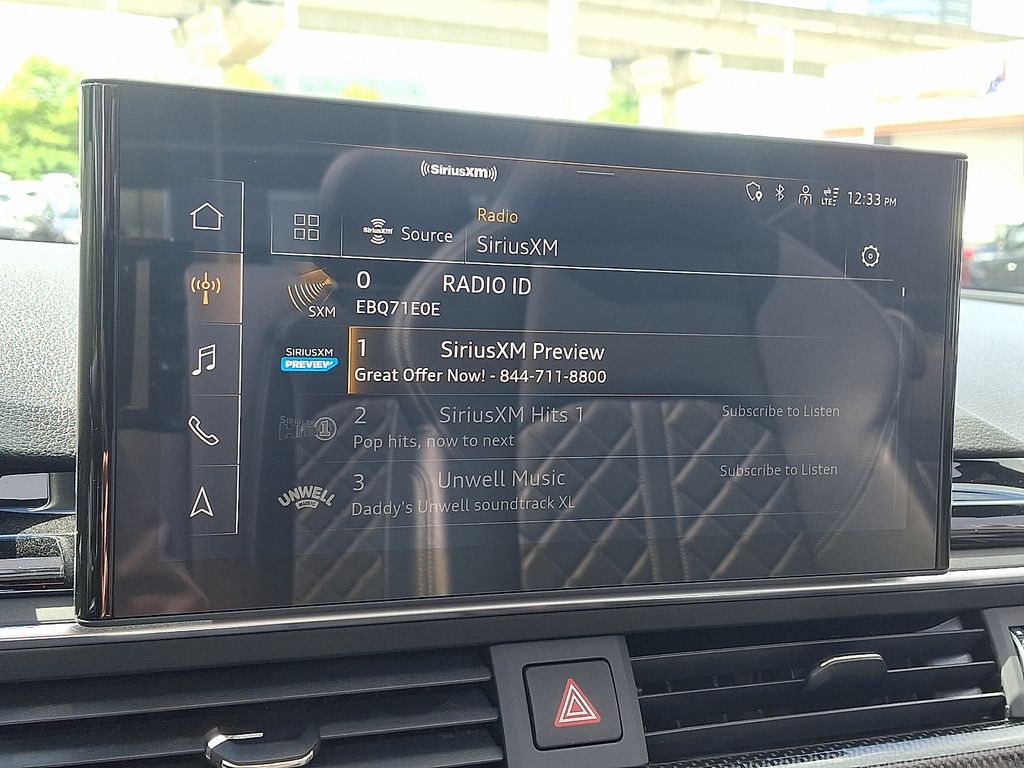 ((SiriusXM))
LTE 12:33 PM
SiriusXM Source
Radio
SiriusXM
SXM
0 RADIO ID
EBQ71E0E
SIRIUSXM
PREVIEW
1 SiriusXM Preview
Great Offer Now! - 844-711-8800
2 SiriusXM Hits 1 Subscribe to Listen
Pop hits, now to next
UNWELL
MUSIC
3 Unwell Music Subscribe to Listen
Daddy's Unwell soundtrack XL